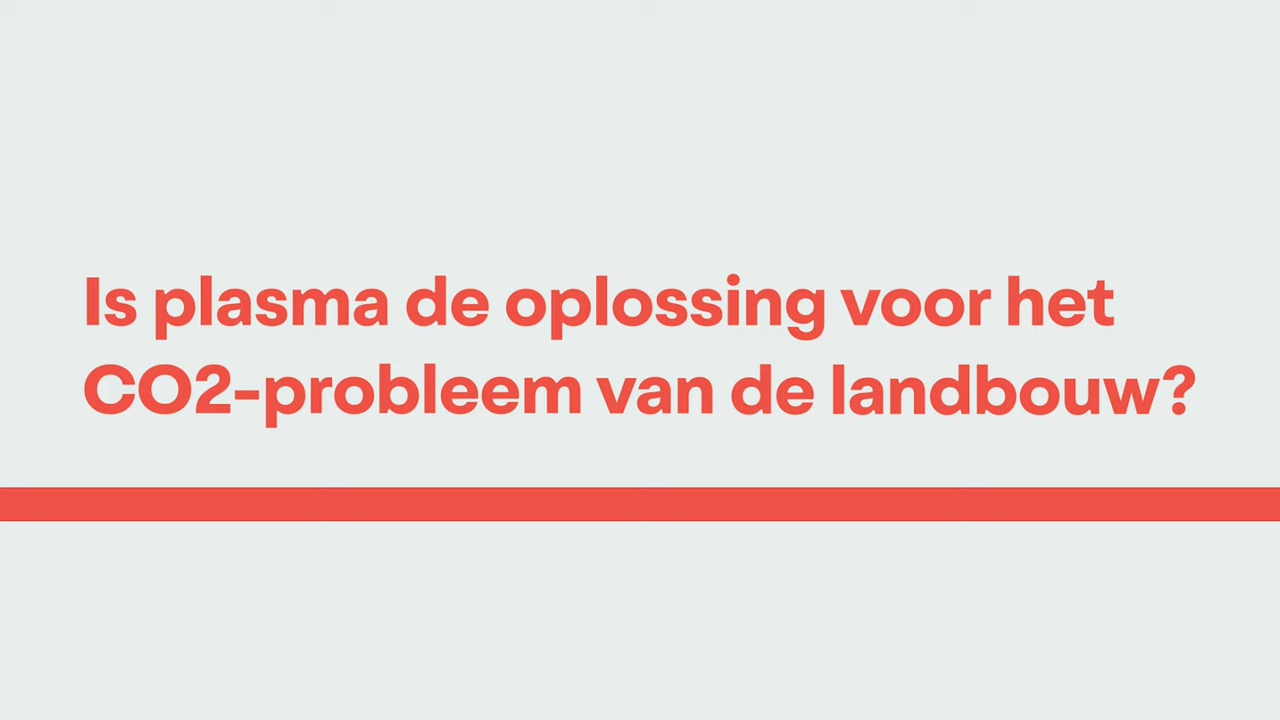 Is plasma de oplossing voor het
CO2-probleem van de landbouw?